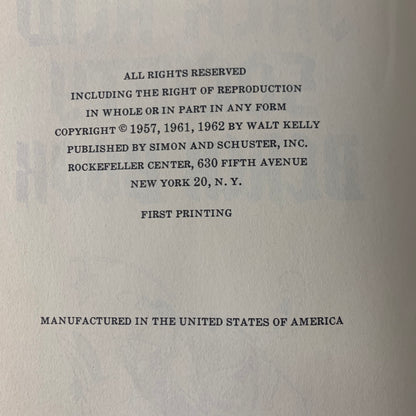 ALL RIGHTS RESERVED
INCLUDING THE RIGHT OF REPRODUCTION
IN WHOLE OR IN PART IN ANY FORM
COPYRIGHT © 1957, 1961, 1962 BY WALT KELLY
PUBLISHED BY SIMON AND SCHUSTER, INC.
ROCKEFELLER CENTER, 630 FIFTH AVENUE
NEW YORK 20, N. Y.
FIRST PRINTING
MANUFACTURED IN THE UNITED STATES OF AMERICA